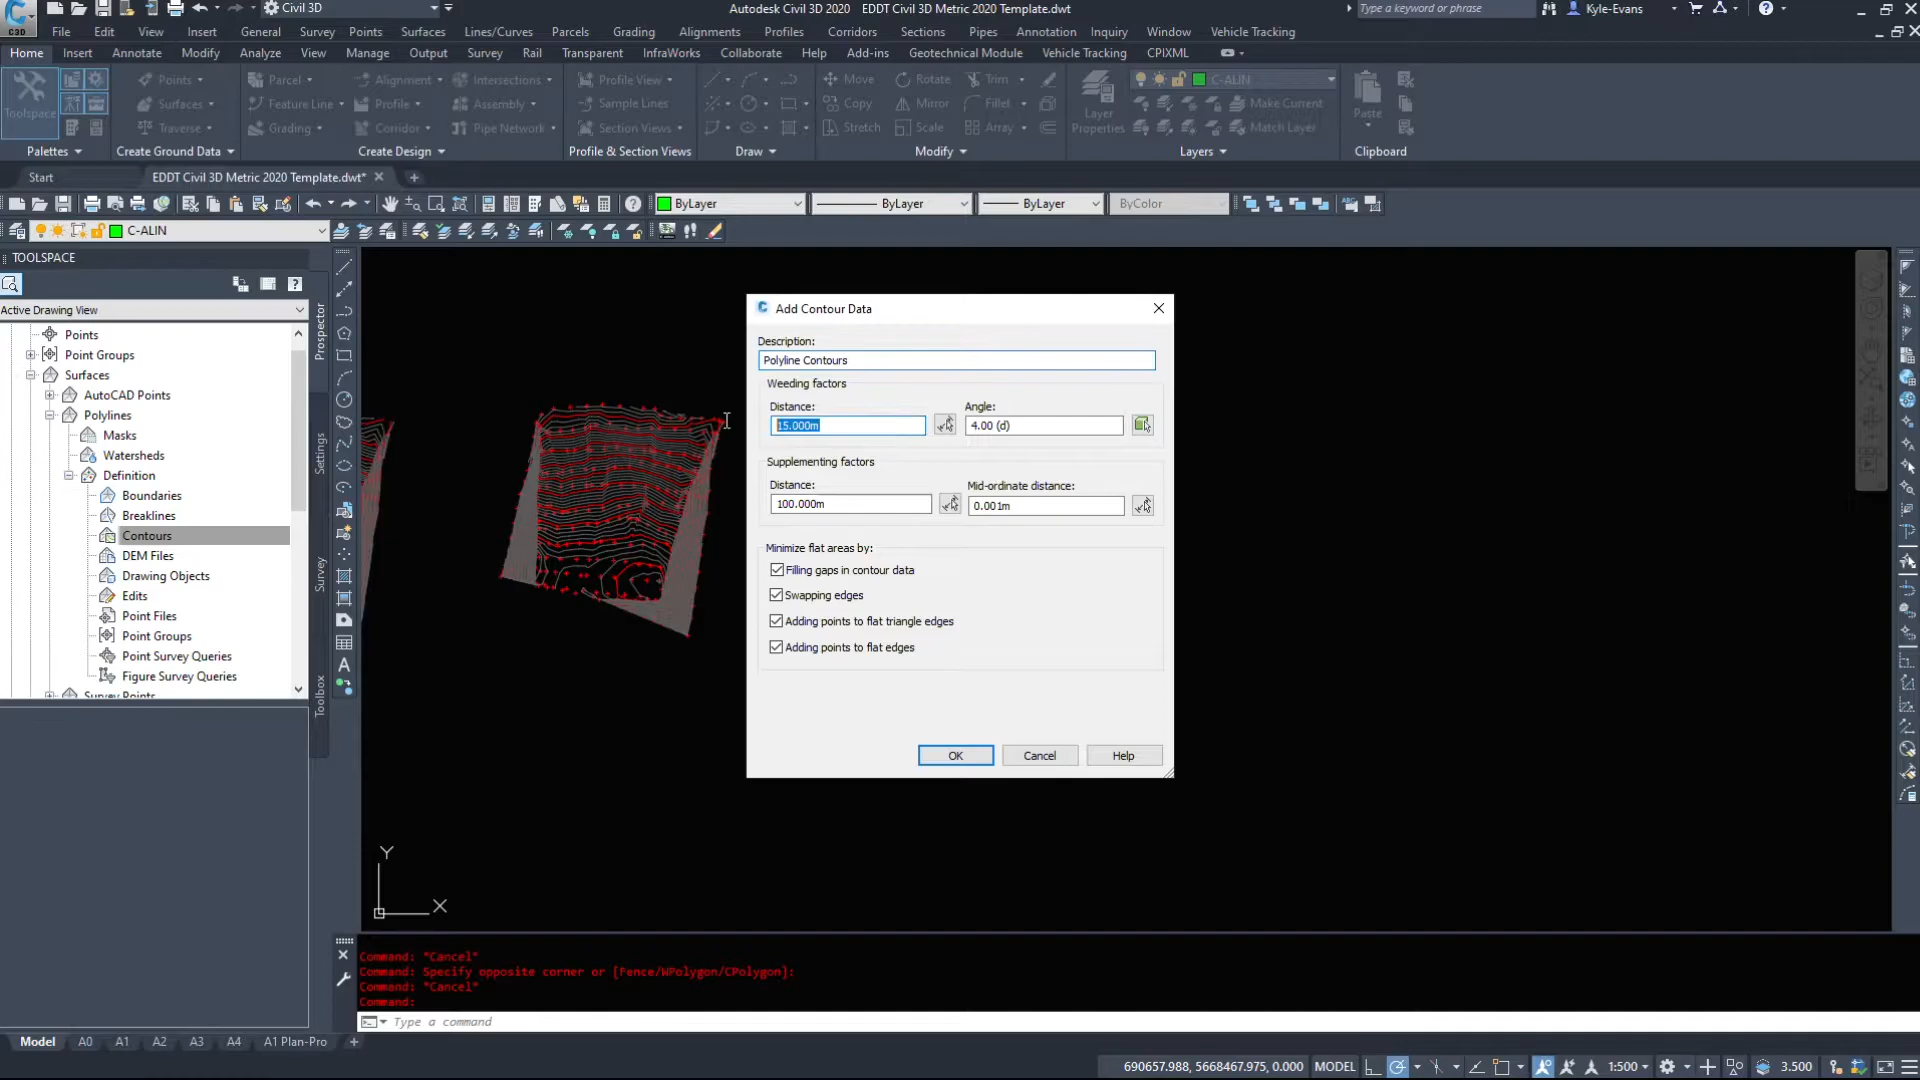 C3D
Civil 3D
Autodesk Civil 3D 2020 EDDT Civil 3D Metric 2020 Template.dwt
Type a keyword or phrase
Kyle-Evans
File Edit View Insert General Survey Points Surfaces Lines/Curves Parcels Grading Alignments Profiles Corridors Sections Pipes Annotation Inquiry Window Vehicle Tracking
Home Insert Annotate Modify Analyze View Manage Output Survey Rail Transparent InfraWorks Collaborate Help Add-ins Geotechnical Module Vehicle Tracking CPIXML
Points Parcel Alignment Intersections Profile View Move Rotate Trim C-ALIN
Toolspace Surfaces Feature Line Profile Assembly Sample Lines Copy Mirror Fillet Layer Properties Make Current Paste
Traverse Grading Corridor Pipe Network Section Views Stretch Scale Array Match Layer
Palettes Create Ground Data Create Design Profile & Section Views Draw Modify Layers Clipboard
Start EDDT Civil 3D Metric 2020 Template.dwt*
ByLayer ByLayer ByLayer ByColor
C-ALIN
TOOLSPACE
Active Drawing View
Points
Point Groups
Surfaces
AutoCAD Points
Polylines
Masks
Watersheds
Definition
Boundaries
Breaklines
Contours
DEM Files
Drawing Objects
Edits
Point Files
Point Groups
Point Survey Queries
Figure Survey Queries
Survey Points
Prospector
Settings
Survey
Toolbox
Add Contour Data
Description:
Polyline Contours
Weeding factors
Distance: Angle:
15.000m 4.00 (d)
Supplementing factors
Distance: Mid-ordinate distance:
100.000m 0.001m
Minimize flat areas by:
Filling gaps in contour data
Swapping edges
Adding points to flat triangle edges
Adding points to flat edges
OK Cancel Help
Y
X
Command: *Cancel*
Command: Specify opposite corner or [Fence/WPolygon/CPolygon]:
Command: *Cancel*
Command:
Type a command
Model A0 A1 A2 A3 A4 A1 Plan-Pro
690657.988, 5668467.975, 0.000 MODEL 1:500 3.500